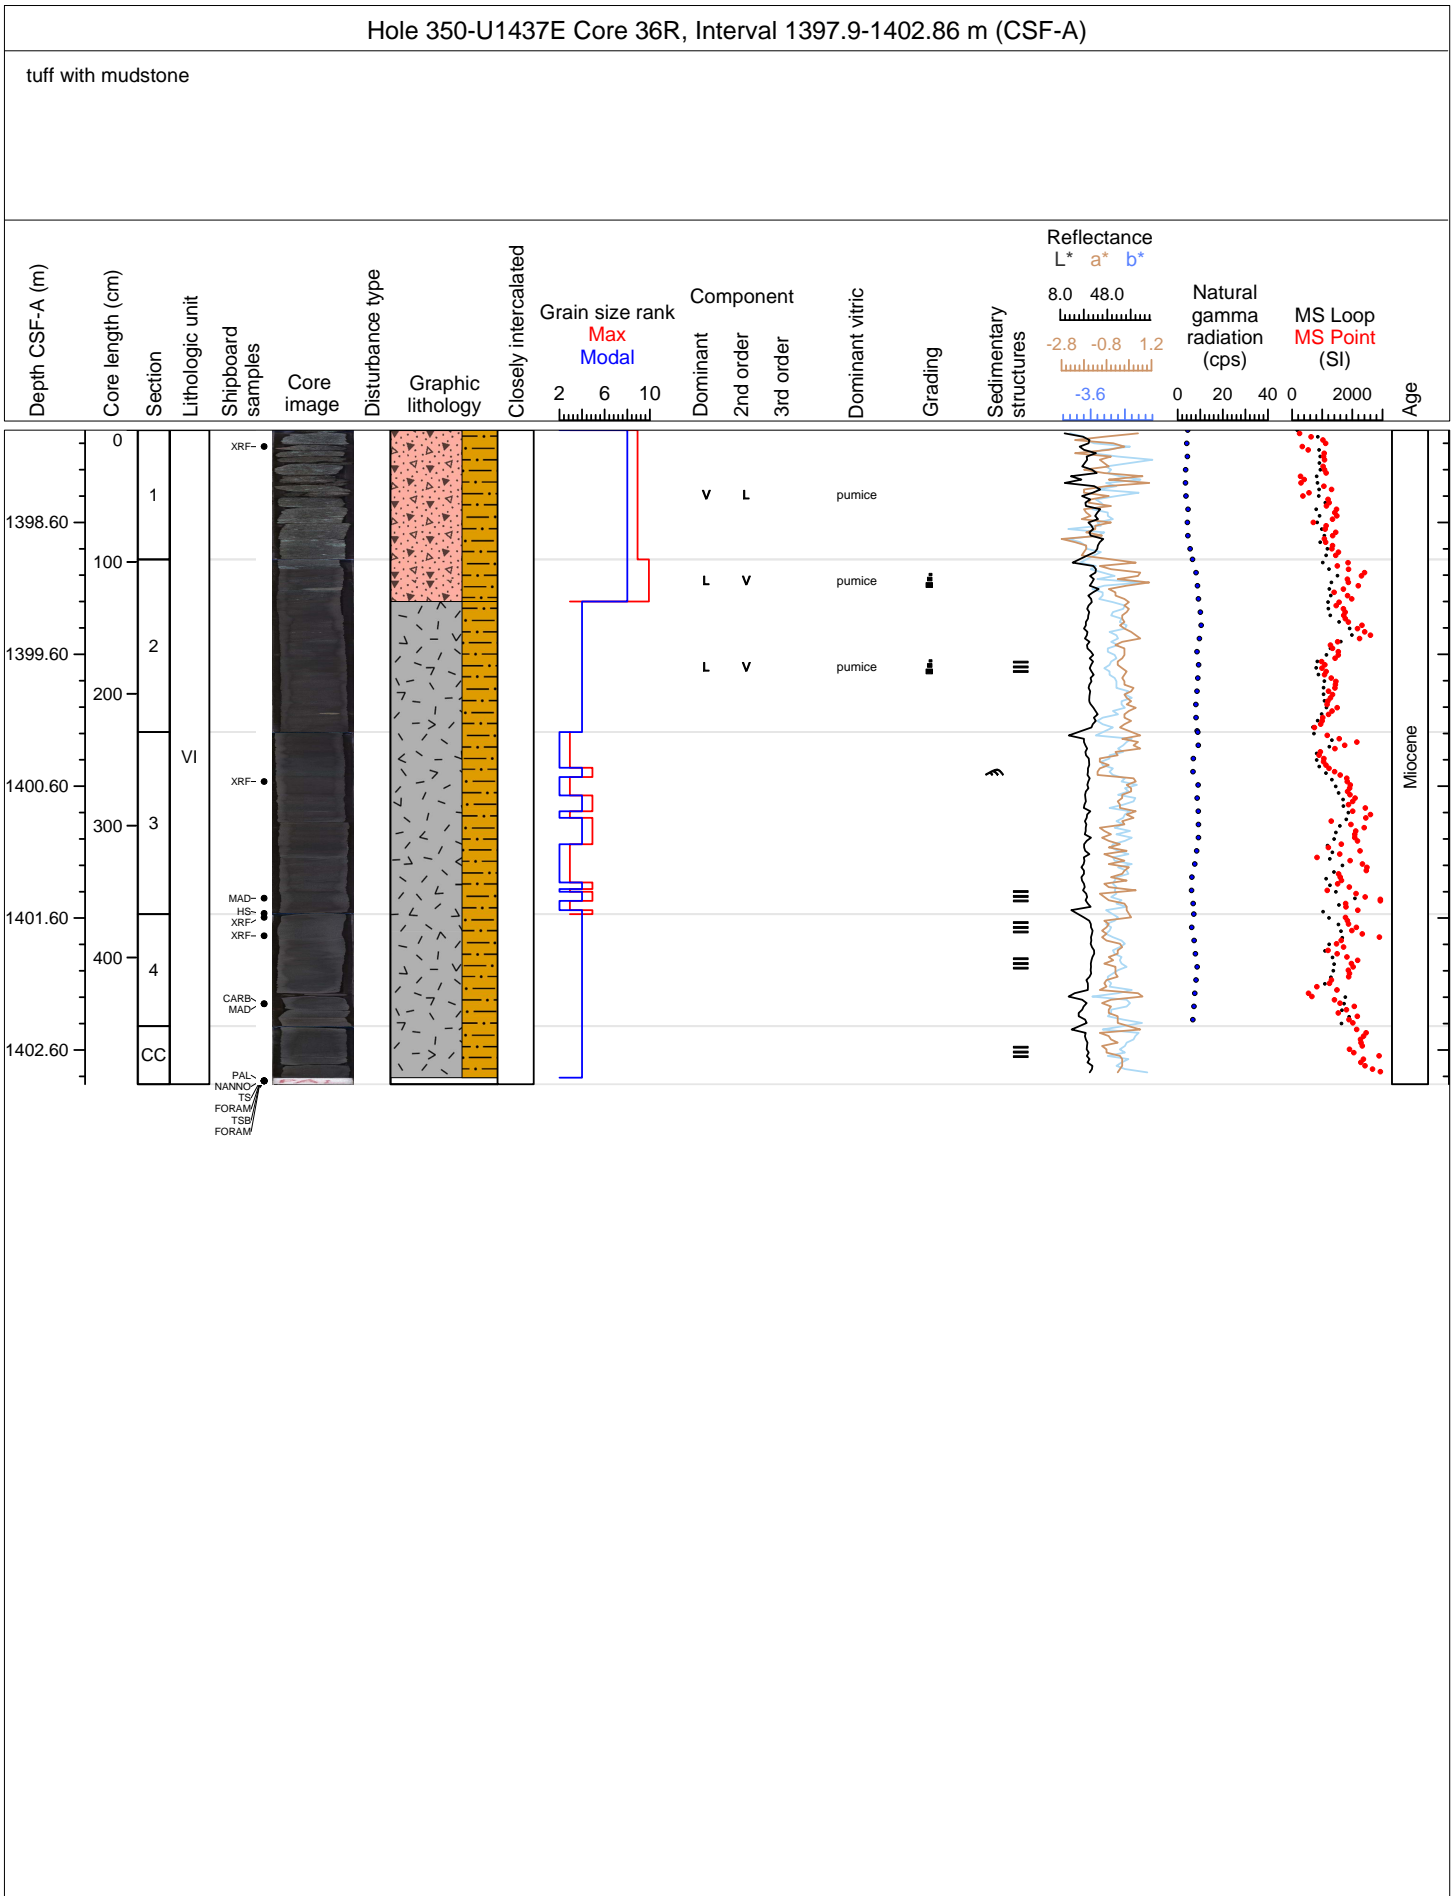 Hole 350-U1437E Core 36R, Interval 1397.9-1402.86 m (CSF-A)
tuff with mudstone
Depth CSF-A (m)
Core length (cm)
Section
Lithologic unit
Shipboard
samples
Core
image
Disturbance type
Graphic
lithology
Closely intercalated
Grain size rank
Max
Modal
2 6 10
Component
Dominant
2nd order
3rd order
Dominant vitric
Grading
Sedimentary
structures
Reflectance
L* a* b*
8.0 48.0
-2.8 -0.8 1.2
-3.6
Natural
gamma
radiation
(cps)
0 20 40
MS Loop
MS Point
(SI)
0 2000
Age
0
XRF
1
V L pumice
1398.60
100
L V pumice
2
1399.60
L V pumice
200
VI
XRF
1400.60
Miocene
3
300
MAD
HS
1401.60
XRF
XRF
400
4
CARB
MAD
1402.60
CC
PAL
NANNO
TS
FORAM
TSB
FORAM